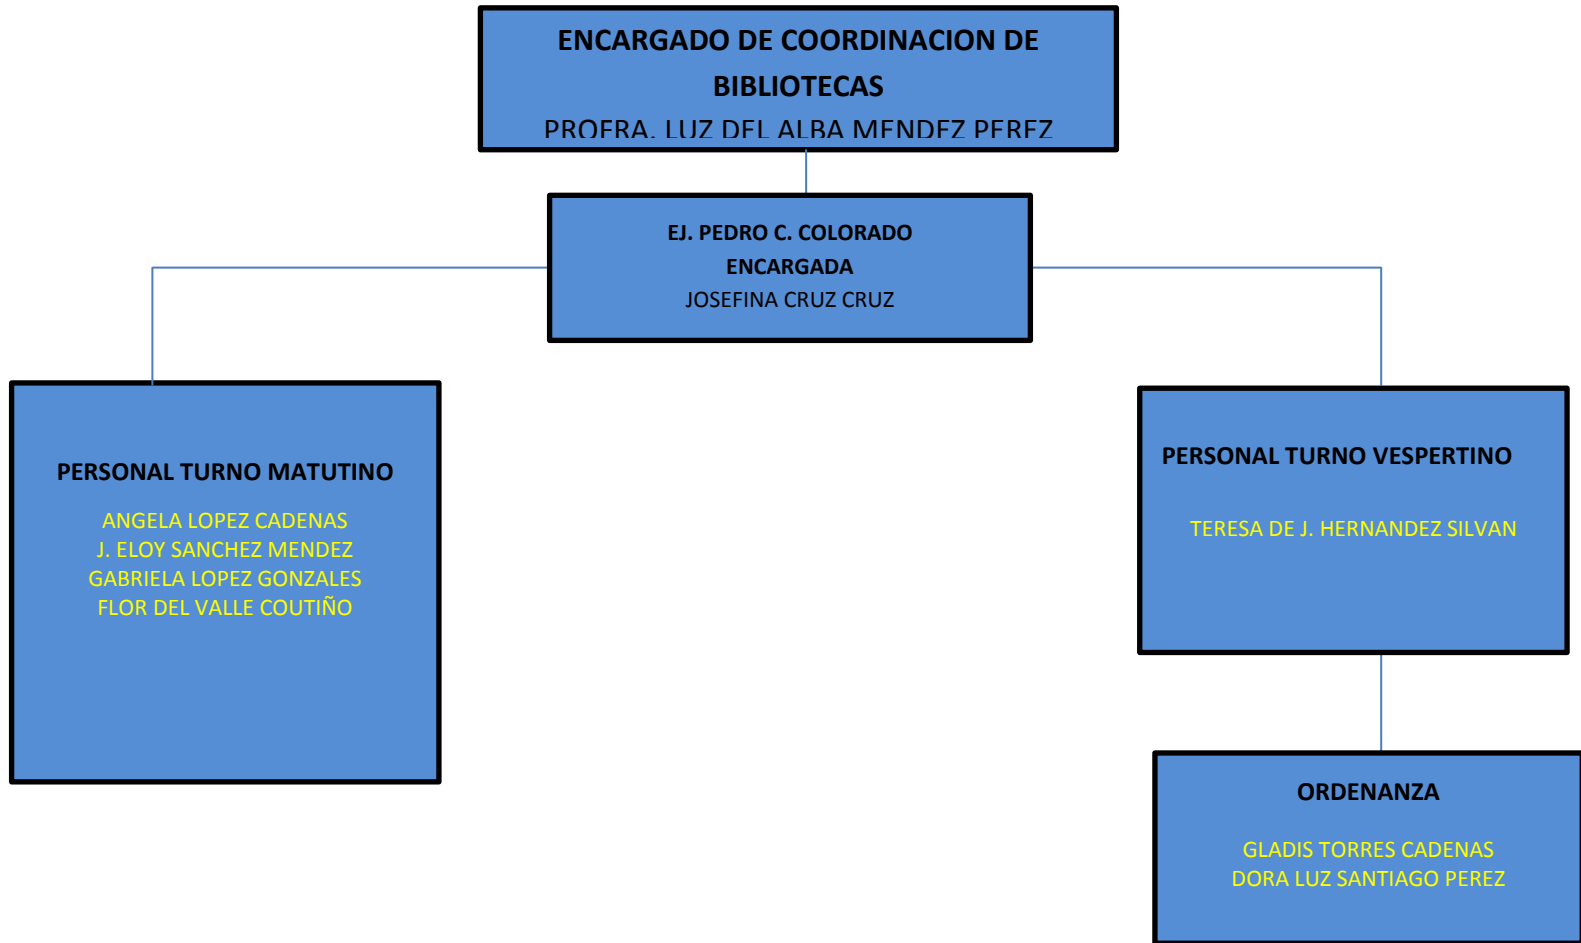 ENCARGADO DE COORDINACION DE
BIBLIOTECAS
PROFRA. LUZ DEL ALBA MENDEZ PEREZ
EJ. PEDRO C. COLORADO
ENCARGADA
JOSEFINA CRUZ CRUZ
PERSONAL TURNO MATUTINO
ANGELA LOPEZ CADENAS
J. ELOY SANCHEZ MENDEZ
GABRIELA LOPEZ GONZALES
FLOR DEL VALLE COUTIÑO
PERSONAL TURNO VESPERTINO
TERESA DE J. HERNANDEZ SILVAN
ORDENANZA
GLADIS TORRES CADENAS
DORA LUZ SANTIAGO PEREZ